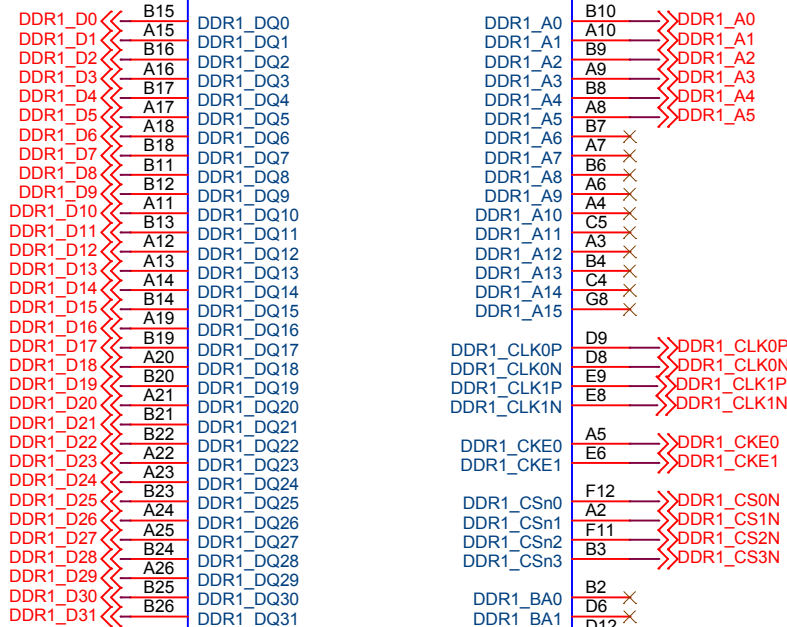 DDR1_D0 B15 DDR1_DQ0 DDR1_A0 B10 DDR1_A0
DDR1_D1 A15 DDR1_DQ1 DDR1_A1 A10 DDR1_A1
DDR1_D2 B16 DDR1_DQ2 DDR1_A2 B9 DDR1_A2
DDR1_D3 A16 DDR1_DQ3 DDR1_A3 A9 DDR1_A3
DDR1_D4 B17 DDR1_DQ4 DDR1_A4 B8 DDR1_A4
DDR1_D5 A17 DDR1_DQ5 DDR1_A5 A8 DDR1_A5
DDR1_D6 A18 DDR1_DQ6 DDR1_A6 B7
DDR1_D7 B18 DDR1_DQ7 DDR1_A7 A7
DDR1_D8 B11 DDR1_DQ8 DDR1_A8 B6
DDR1_D9 B12 DDR1_DQ9 DDR1_A9 A6
DDR1_D10 A11 DDR1_DQ10 DDR1_A10 A4
DDR1_D11 B13 DDR1_DQ11 DDR1_A11 C5
DDR1_D12 A12 DDR1_DQ12 DDR1_A12 A3
DDR1_D13 A13 DDR1_DQ13 DDR1_A13 B4
DDR1_D14 A14 DDR1_DQ14 DDR1_A14 C4
DDR1_D15 B14 DDR1_DQ15 DDR1_A15 G8
DDR1_D16 A19 DDR1_DQ16
DDR1_D17 B19 DDR1_DQ17 DDR1_CLK0P D9 DDR1_CLK0P
DDR1_D18 A20 DDR1_DQ18 DDR1_CLK0N D8 DDR1_CLK0N
DDR1_D19 B20 DDR1_DQ19 DDR1_CLK1P E9 DDR1_CLK1P
DDR1_D20 A21 DDR1_DQ20 DDR1_CLK1N E8 DDR1_CLK1N
DDR1_D21 B21 DDR1_DQ21
DDR1_D22 B22 DDR1_DQ22 DDR1_CKE0 A5 DDR1_CKE0
DDR1_D23 A22 DDR1_DQ23 DDR1_CKE1 E6 DDR1_CKE1
DDR1_D24 A23 DDR1_DQ24
DDR1_D25 B23 DDR1_DQ25 DDR1_CSn0 F12 DDR1_CS0N
DDR1_D26 A24 DDR1_DQ26 DDR1_CSn1 A2 DDR1_CS1N
DDR1_D27 A25 DDR1_DQ27 DDR1_CSn2 F11 DDR1_CS2N
DDR1_D28 B24 DDR1_DQ28 DDR1_CSn3 B3 DDR1_CS3N
DDR1_D29 A26 DDR1_DQ29
DDR1_D30 B25 DDR1_DQ30 DDR1_BA0 B2
DDR1_D31 B26 DDR1_DQ31 DDR1_BA1 D6
D12